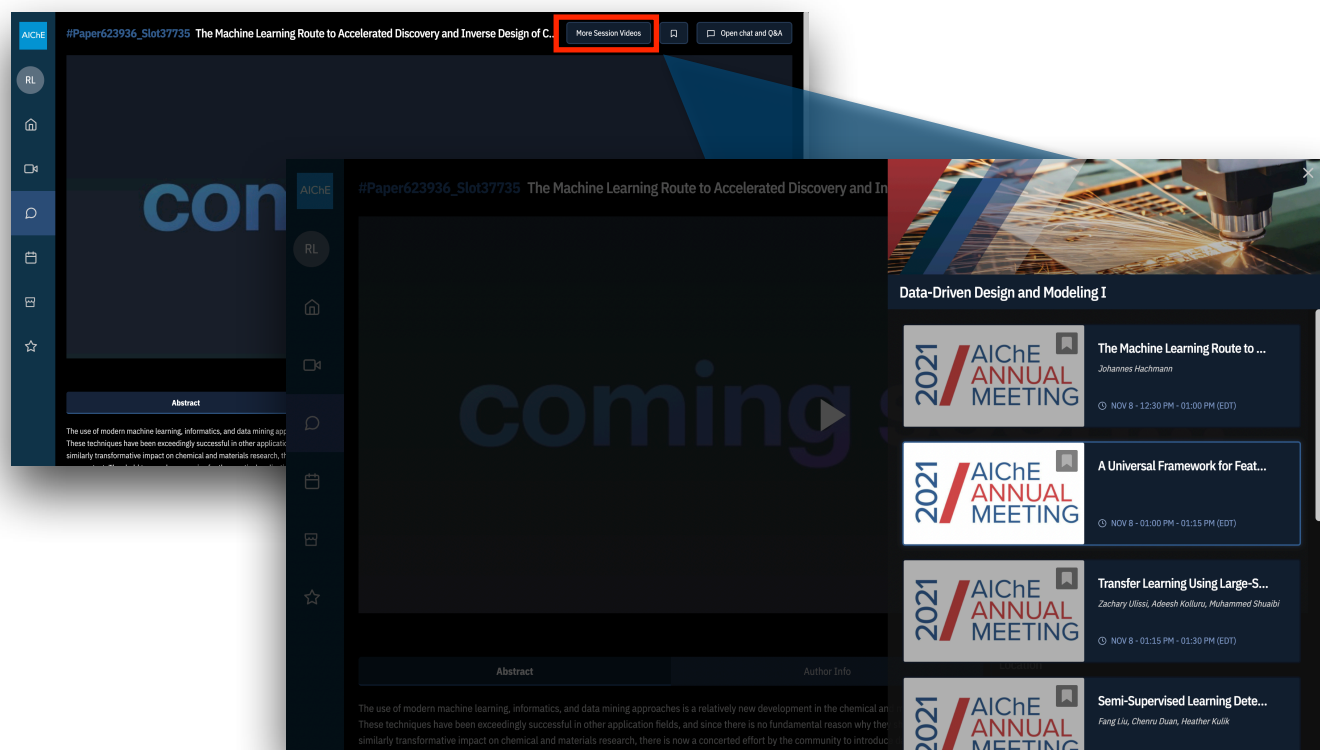 AIChE
#Paper623936_Slot37735 The Machine Learning Route to Accelerated Discovery and Inverse Design of C...
More Session Videos
Open chat and Q&A
RL
con
Abstract
The use of modern machine learning, informatics, and data mining app
These techniques have been exceedingly successful in other applicatio
similarly transformative impact on chemical and materials research, th
AIChE
#Paper623936_Slot37735 The Machine Learning Route to Accelerated Discovery and In
RL
coming s
Abstract
Author Info
Location
The use of modern machine learning, informatics, and data mining approaches is a relatively new development in the chemical an
These techniques have been exceedingly successful in other application fields, and since there is no fundamental reason why they
similarly transformative impact on chemical and materials research, there is now a concerted effort by the community to introduc
Data-Driven Design and Modeling I
2021 AIChE
ANNUAL
MEETING
The Machine Learning Route to ...
Johannes Hachmann
NOV 8 - 12:30 PM - 01:00 PM (EDT)
2021 AIChE
ANNUAL
MEETING
A Universal Framework for Feat...
NOV 8 - 01:00 PM - 01:15 PM (EDT)
2021 AIChE
ANNUAL
MEETING
Transfer Learning Using Large-S...
Zachary Ulissi, Adeesh Kolluru, Muhammed Shuaibi
NOV 8 - 01:15 PM - 01:30 PM (EDT)
2021 AIChE
ANNUAL
MEETING
Semi-Supervised Learning Dete...
Fang Liu, Chenru Duan, Heather Kulik